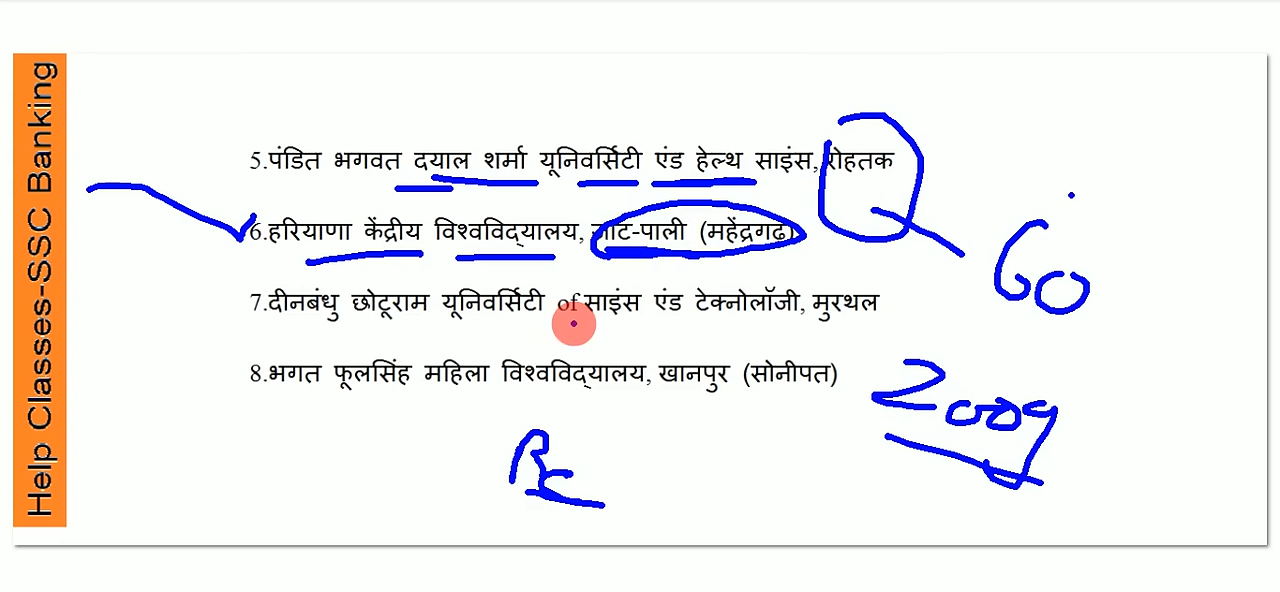 Help Classes-SSC Banking
5.पंडित भगवत दयाल शर्मा यूनिवर्सिटी एंड हेल्थ साइंस, रोहतक
6.हरियाणा केंद्रीय विश्वविद्यालय, जाट-पाली (महेंद्रगढ)
60
7.दीनबंधु छोटूराम यूनिवर्सिटी of साइंस एंड टेक्नोलॉजी, मुरथल
8.भगत फूलसिंह महिला विश्वविद्यालय, खानपुर (सोनीपत)
2009